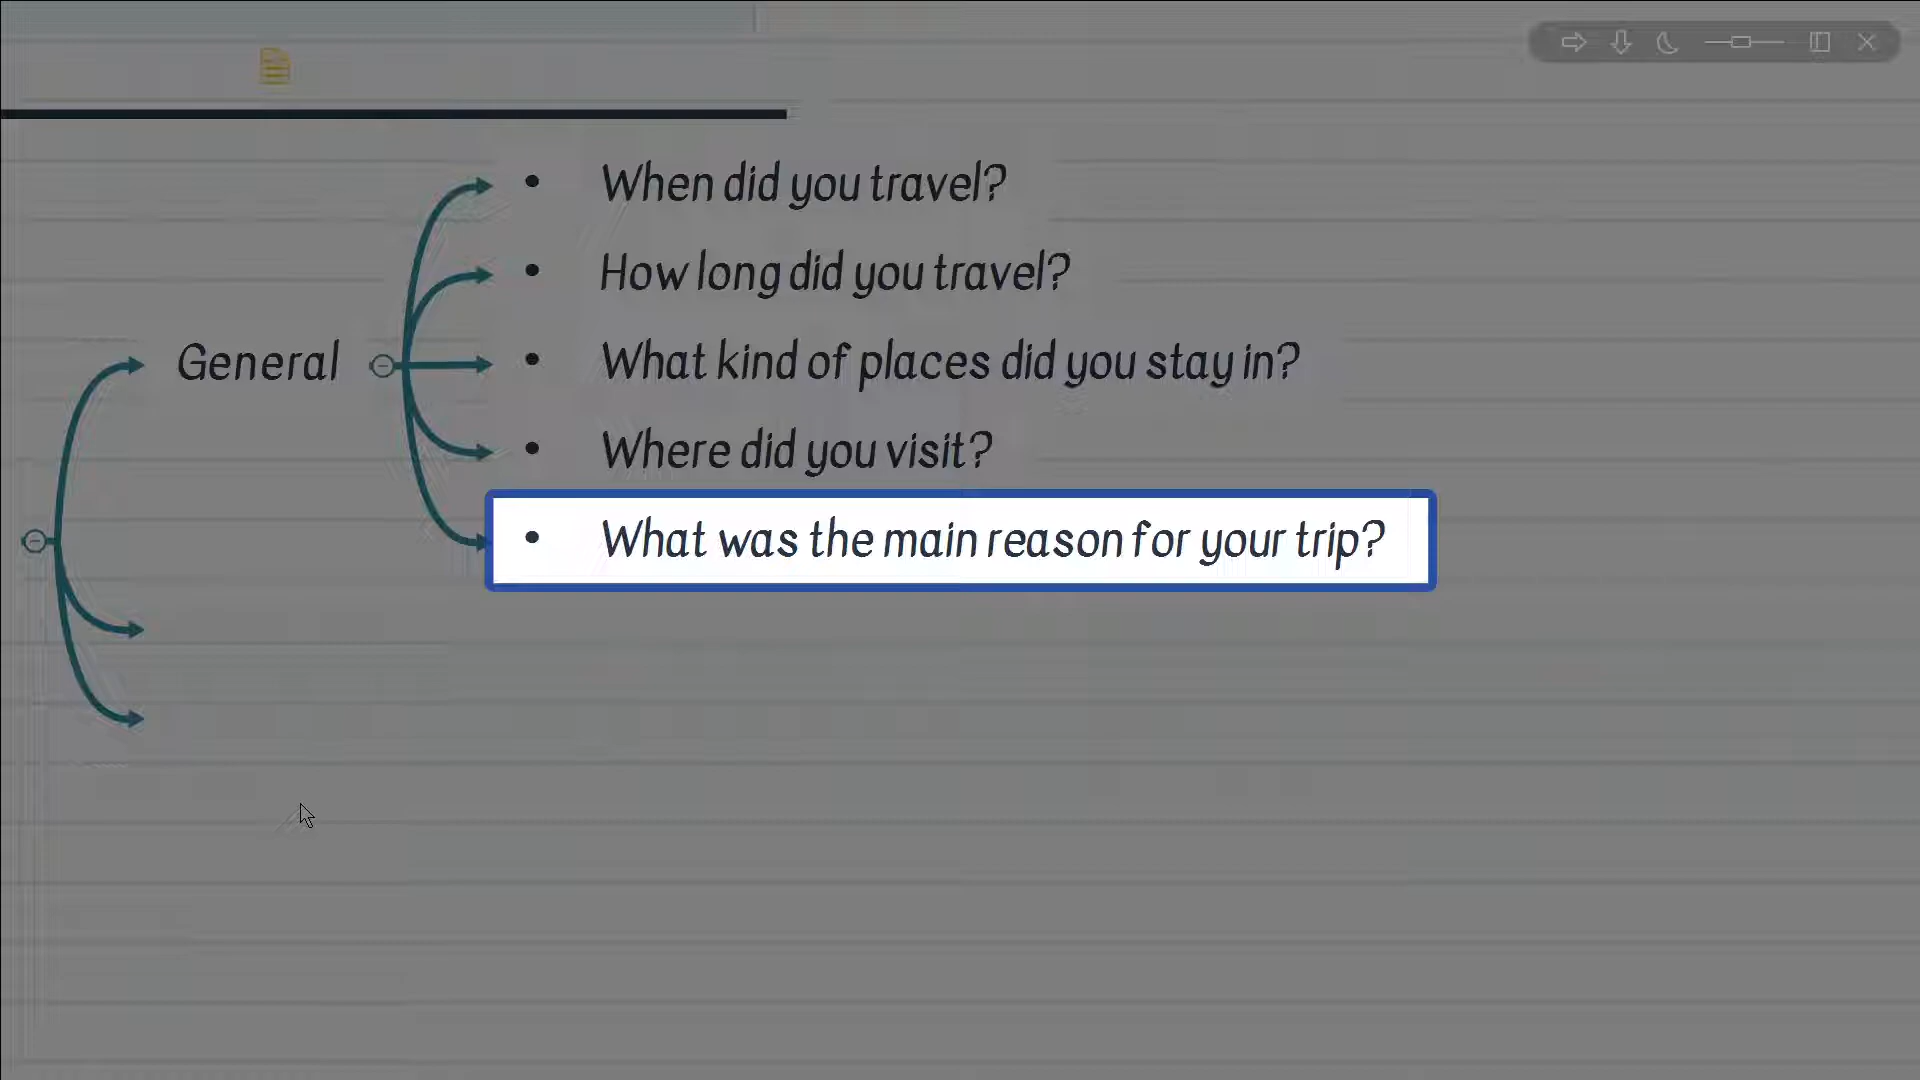 • When did you travel?
• How long did you travel?
General
• What kind of places did you stay in?
• Where did you visit?
• What was the main reason for your trip?